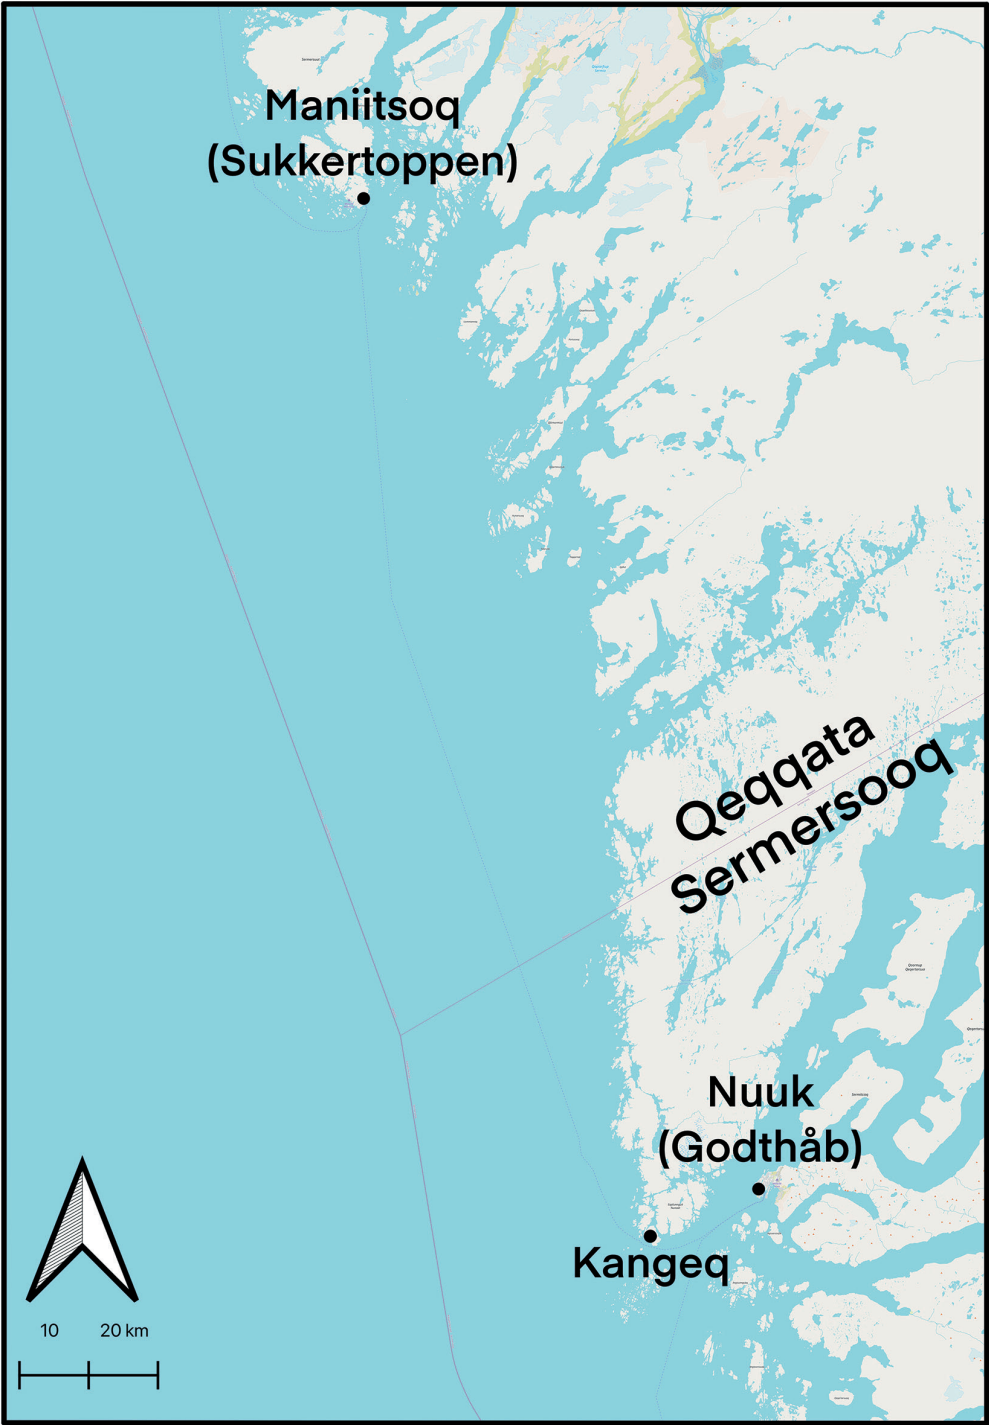 Maniitsoq
(Sukkertoppen)
Qeqqata
Sermersooq
Nuuk
(Godthåb)
Kangeq
10 20 km